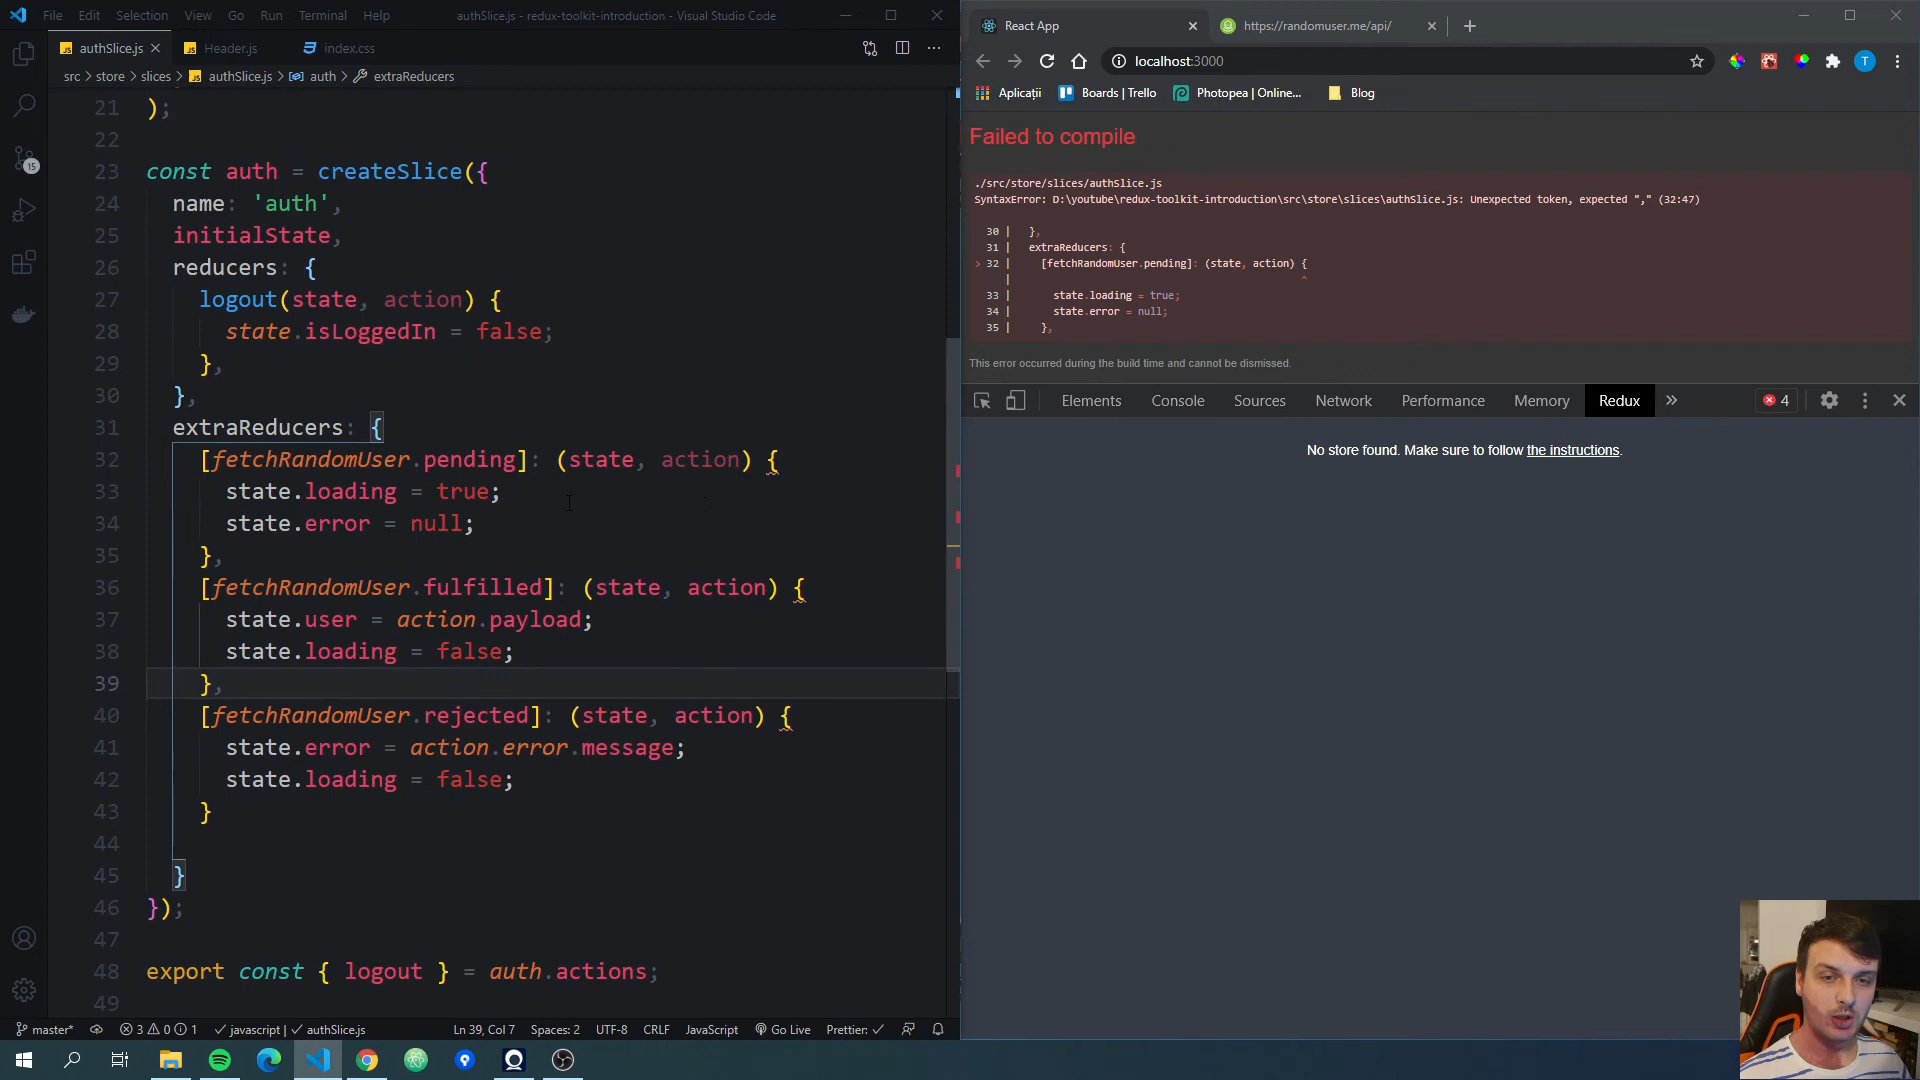 File Edit Selection View Go Run Terminal Help authSlice.js - redux-toolkit-introduction - Visual Studio Code
authSlice.js Header.js index.css
src > store > slices > authSlice.js > auth > extraReducers
21 );
22
23 const auth = createSlice({
24 name: 'auth',
25 initialState,
26 reducers: {
27 logout(state, action) {
28 state.isLoggedIn = false;
29 },
30 },
31 extraReducers: {
32 [fetchRandomUser.pending]: (state, action) {
33 state.loading = true;
34 state.error = null;
35 },
36 [fetchRandomUser.fulfilled]: (state, action) {
37 state.user = action.payload;
38 state.loading = false;
39 },
40 [fetchRandomUser.rejected]: (state, action) {
41 state.error = action.error.message;
42 state.loading = false;
43 }
44
45 }
46 });
47
48 export const { logout } = auth.actions;
49
15
master* 3 0 1 javascript | authSlice.js Ln 39, Col 7 Spaces: 2 UTF-8 CRLF JavaScript Go Live Prettier:
React App https://randomuser.me/api/
localhost:3000 T
Aplicații Boards | Trello Photopea | Online... Blog
Failed to compile
./src/store/slices/authSlice.js
SyntaxError: D:\youtube\redux-toolkit-introduction\src\store\slices\authSlice.js: Unexpected token, expected "," (32:47)
30 | },
31 | extraReducers: {
> 32 | [fetchRandomUser.pending]: (state, action) {
| ^
33 | state.loading = true;
34 | state.error = null;
35 | },
This error occurred during the build time and cannot be dismissed.
Elements Console Sources Network Performance Memory Redux » 4
No store found. Make sure to follow the instructions.